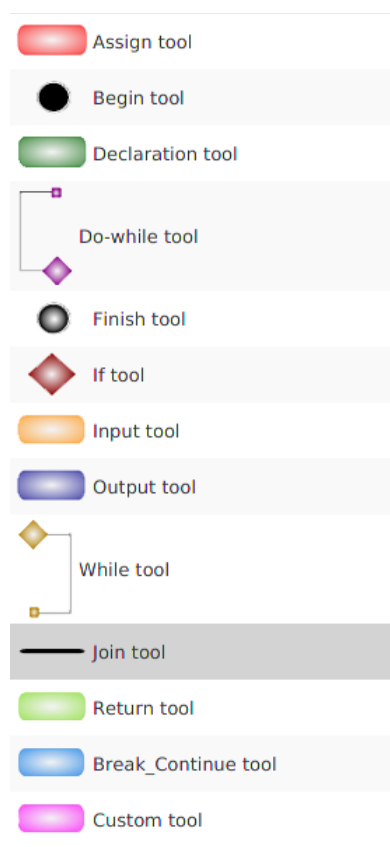 Assign tool
Begin tool
Declaration tool
Do-while tool
Finish tool
If tool
Input tool
Output tool
While tool
Join tool
Return tool
Break_Continue tool
Custom tool